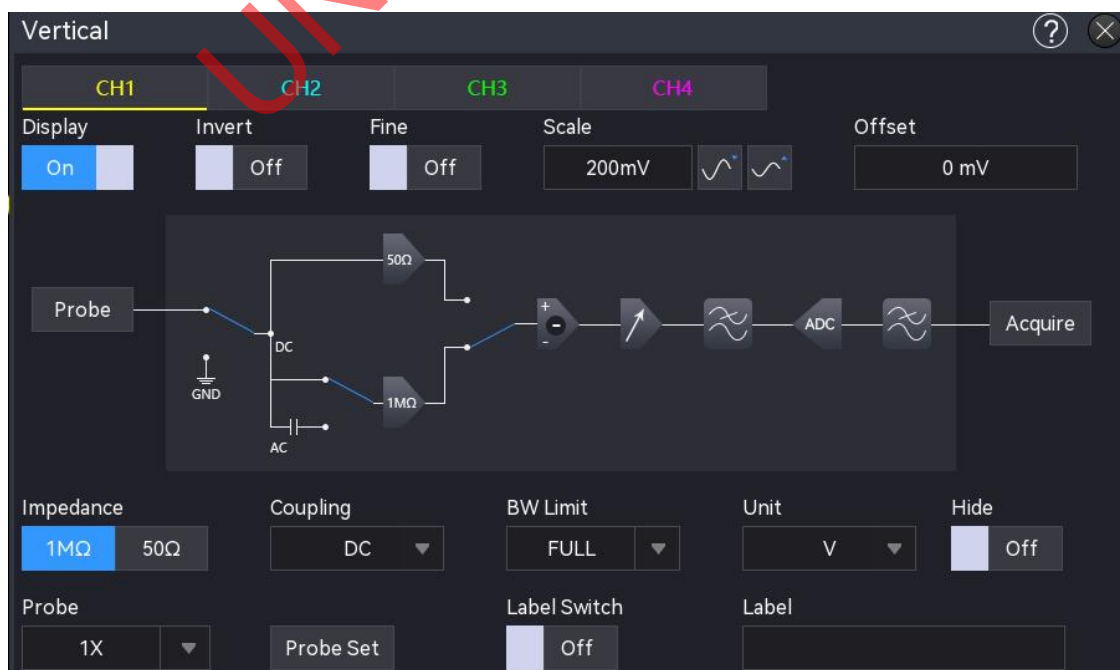 Vertical
?
CH1 CH2 CH3 CH4
Display Invert Fine Scale Offset
On Off Off 200mV 0 mV
50Ω
Probe DC + - - ADC Acquire
GND
1MΩ
AC
Impedance Coupling BW Limit Unit Hide
1MΩ 50Ω DC FULL V Off
Probe Label Switch Label
1X Probe Set Off